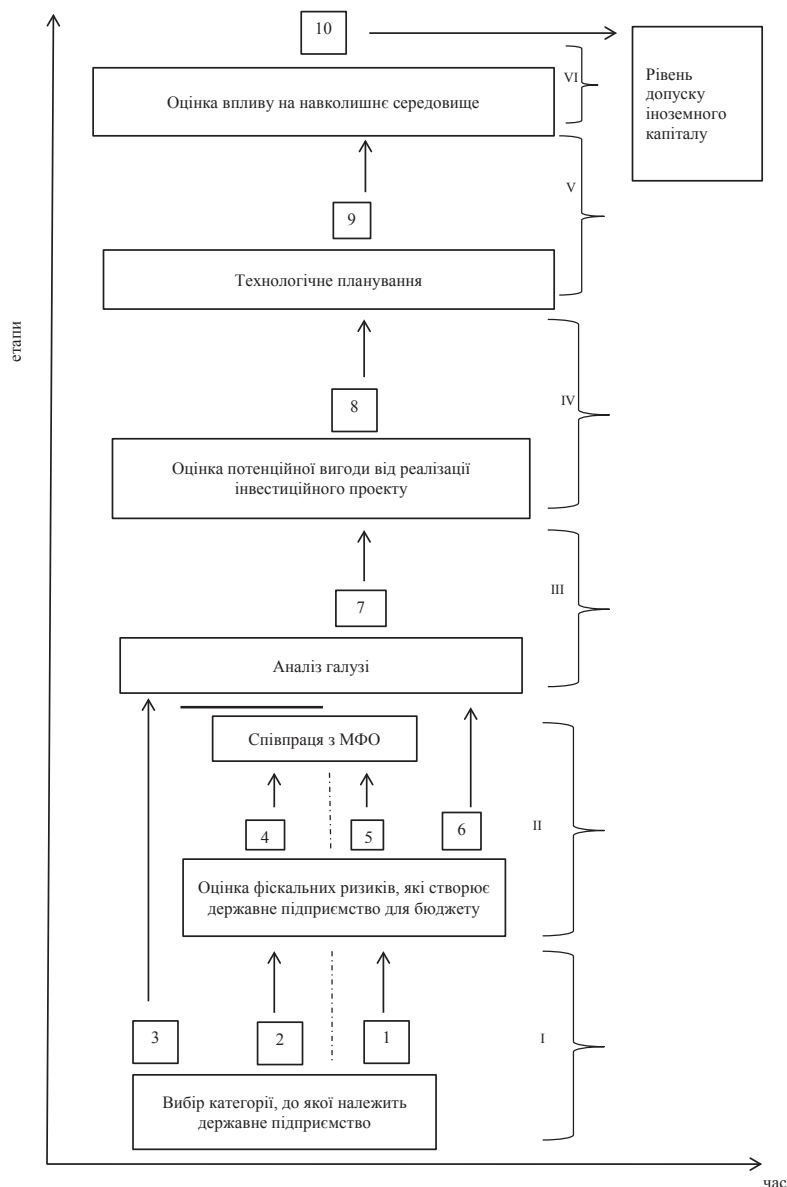 10
Рівень
допуску
іноземного
капіталу
VI
Оцінка впливу на навколишнє середовище
V
9
Технологічне планування
етапи
8
IV
Оцінка потенційної вигоди від реалізації
інвестиційного проекту
III
7
Аналіз галузі
Співпраця з МФО
4
5
6
II
Оцінка фіскальних ризиків, які створює
державне підприємство для бюджету
3
2
1
I
Вибір категорії, до якої належить
державне підприємство
час